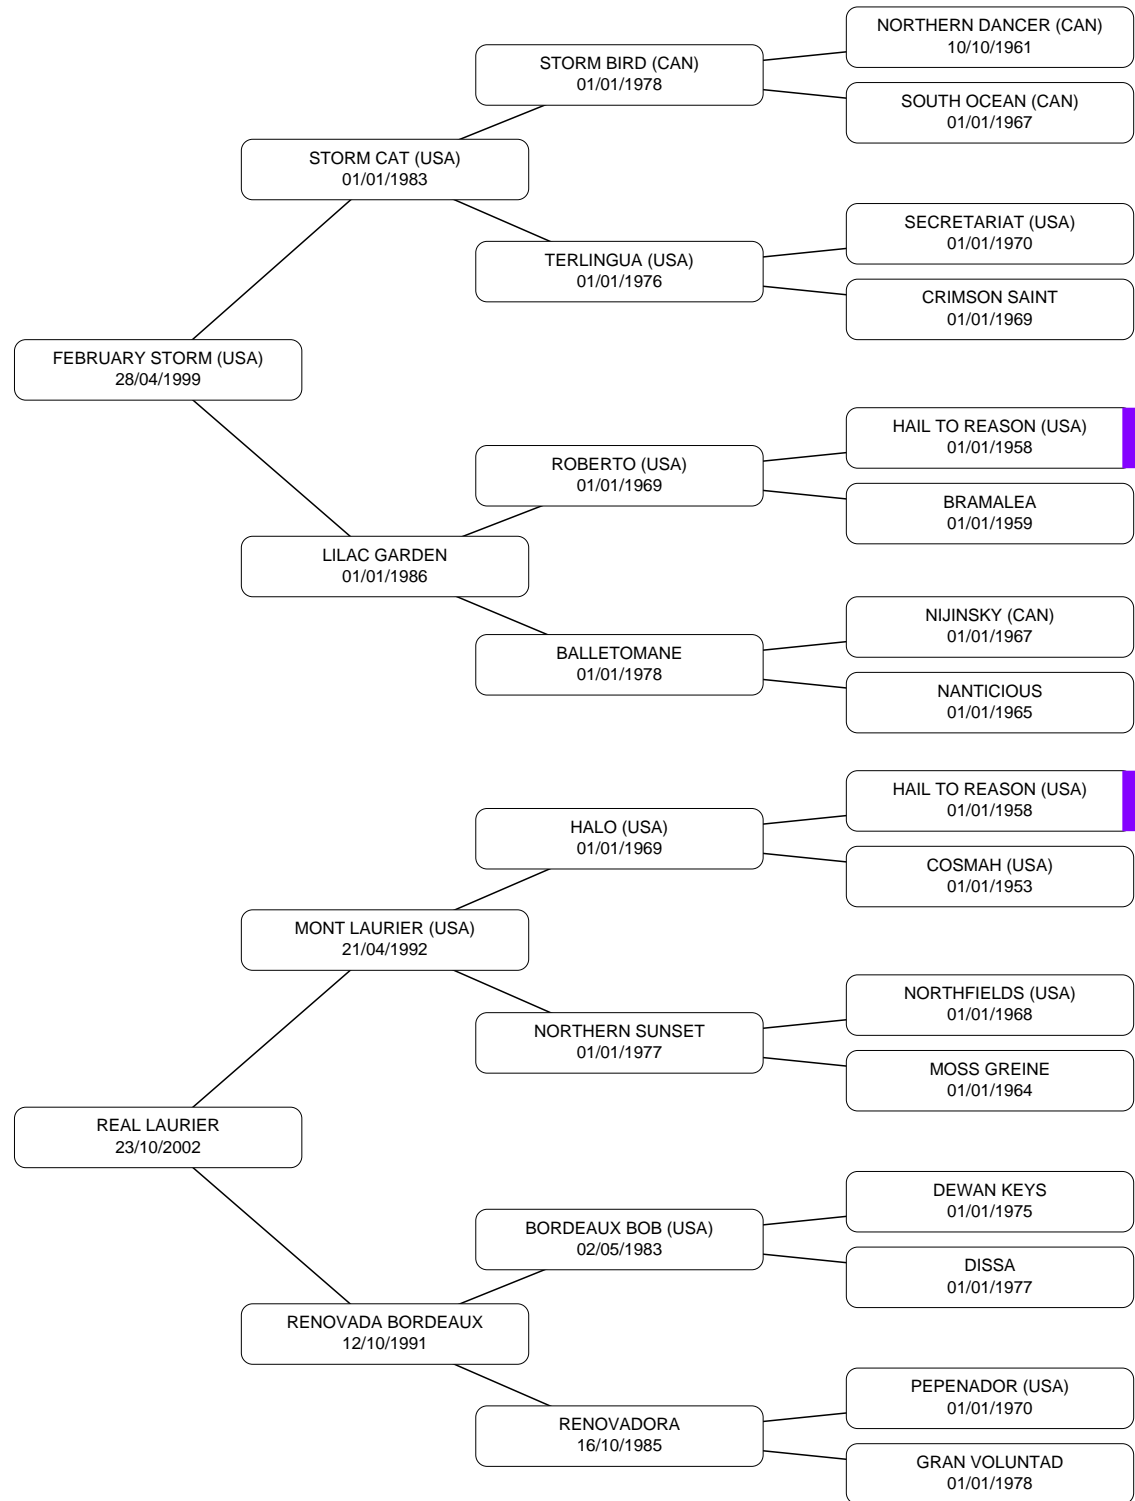 NORTHERN DANCER (CAN)
10/10/1961
STORM BIRD (CAN)
01/01/1978
SOUTH OCEAN (CAN)
01/01/1967
STORM CAT (USA)
01/01/1983
SECRETARIAT (USA)
01/01/1970
TERLINGUA (USA)
01/01/1976
CRIMSON SAINT
01/01/1969
FEBRUARY STORM (USA)
28/04/1999
HAIL TO REASON (USA)
01/01/1958
ROBERTO (USA)
01/01/1969
BRAMALEA
01/01/1959
LILAC GARDEN
01/01/1986
NIJINSKY (CAN)
01/01/1967
BALLETOMANE
01/01/1978
NANTICIOUS
01/01/1965
HAIL TO REASON (USA)
01/01/1958
HALO (USA)
01/01/1969
COSMAH (USA)
01/01/1953
MONT LAURIER (USA)
21/04/1992
NORTHFIELDS (USA)
01/01/1968
NORTHERN SUNSET
01/01/1977
MOSS GREINE
01/01/1964
REAL LAURIER
23/10/2002
DEWAN KEYS
01/01/1975
BORDEAUX BOB (USA)
02/05/1983
DISSA
01/01/1977
RENOVADA BORDEAUX
12/10/1991
PEPENADOR (USA)
01/01/1970
RENOVADORA
16/10/1985
GRAN VOLUNTAD
01/01/1978